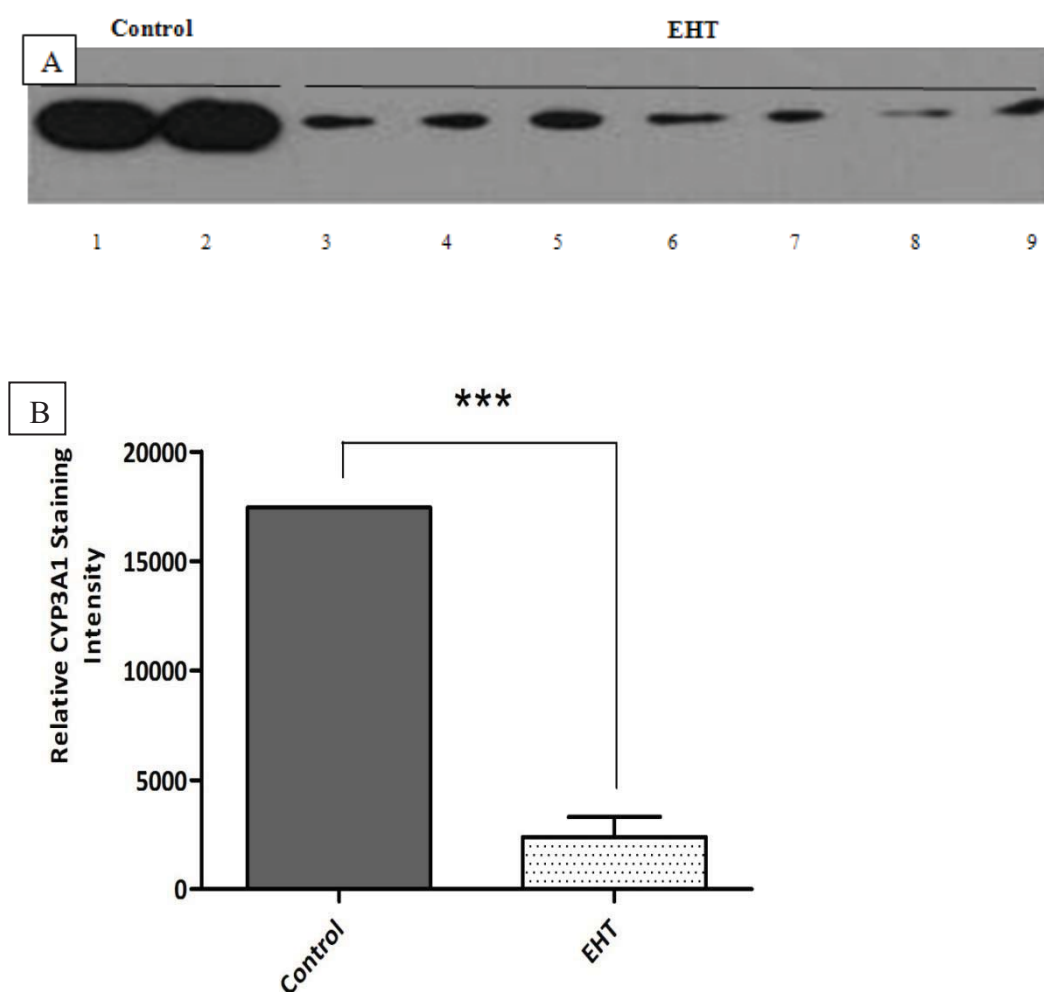 Control EHT
A
1 2 3 4 5 6 7 8 9
B
***
Relative CYP3A1 Staining
Intensity
20000
15000
10000
5000
0
Control EHT